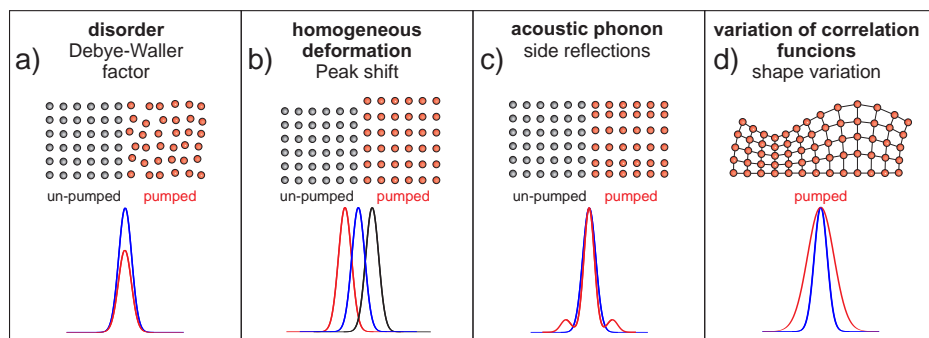 a)
disorder
Debye-Waller
factor
un-pumped pumped
b)
homogeneous
deformation
Peak shift
un-pumped pumped
c)
acoustic phonon
side reflections
un-pumped pumped
d)
variation of correlation
funcions
shape variation
pumped